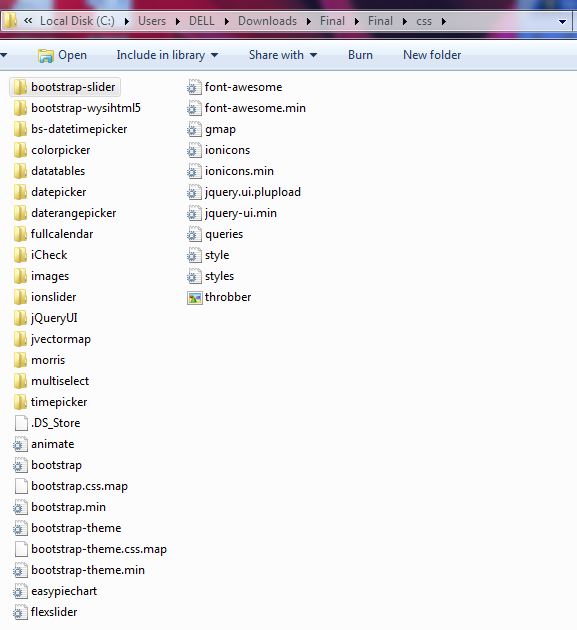 « Local Disk (C:) Users DELL Downloads Final Final css
Open Include in library Share with Burn New folder
bootstrap-slider
bootstrap-wysihtml5
bs-datetimepicker
colorpicker
datatables
datepicker
daterangepicker
fullcalendar
iCheck
images
ionslider
jQueryUI
jvectormap
morris
multiselect
timepicker
.DS_Store
animate
bootstrap
bootstrap.css.map
bootstrap.min
bootstrap-theme
bootstrap-theme.css.map
bootstrap-theme.min
easypiechart
flexslider
font-awesome
font-awesome.min
gmap
ionicons
ionicons.min
jquery.ui.plupload
jquery-ui.min
queries
style
styles
throbber